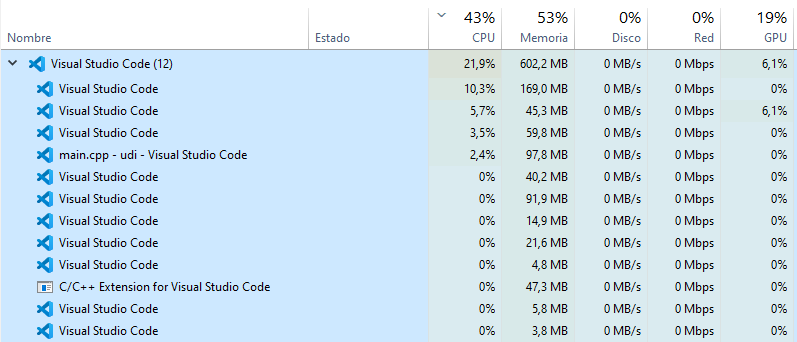 43% 53% 0% 0% 19%
Nombre Estado CPU Memoria Disco Red GPU
Visual Studio Code (12) 21,9% 602,2 MB 0 MB/s 0 Mbps 6,1%
Visual Studio Code 10,3% 169,0 MB 0 MB/s 0 Mbps 0%
Visual Studio Code 5,7% 45,3 MB 0 MB/s 0 Mbps 6,1%
Visual Studio Code 3,5% 59,8 MB 0 MB/s 0 Mbps 0%
main.cpp - udi - Visual Studio Code 2,4% 97,8 MB 0 MB/s 0 Mbps 0%
Visual Studio Code 0% 40,2 MB 0 MB/s 0 Mbps 0%
Visual Studio Code 0% 91,9 MB 0 MB/s 0 Mbps 0%
Visual Studio Code 0% 14,9 MB 0 MB/s 0 Mbps 0%
Visual Studio Code 0% 21,6 MB 0 MB/s 0 Mbps 0%
Visual Studio Code 0% 4,8 MB 0 MB/s 0 Mbps 0%
C/C++ Extension for Visual Studio Code 0% 47,3 MB 0 MB/s 0 Mbps 0%
Visual Studio Code 0% 5,8 MB 0 MB/s 0 Mbps 0%
Visual Studio Code 0% 3,8 MB 0 MB/s 0 Mbps 0%